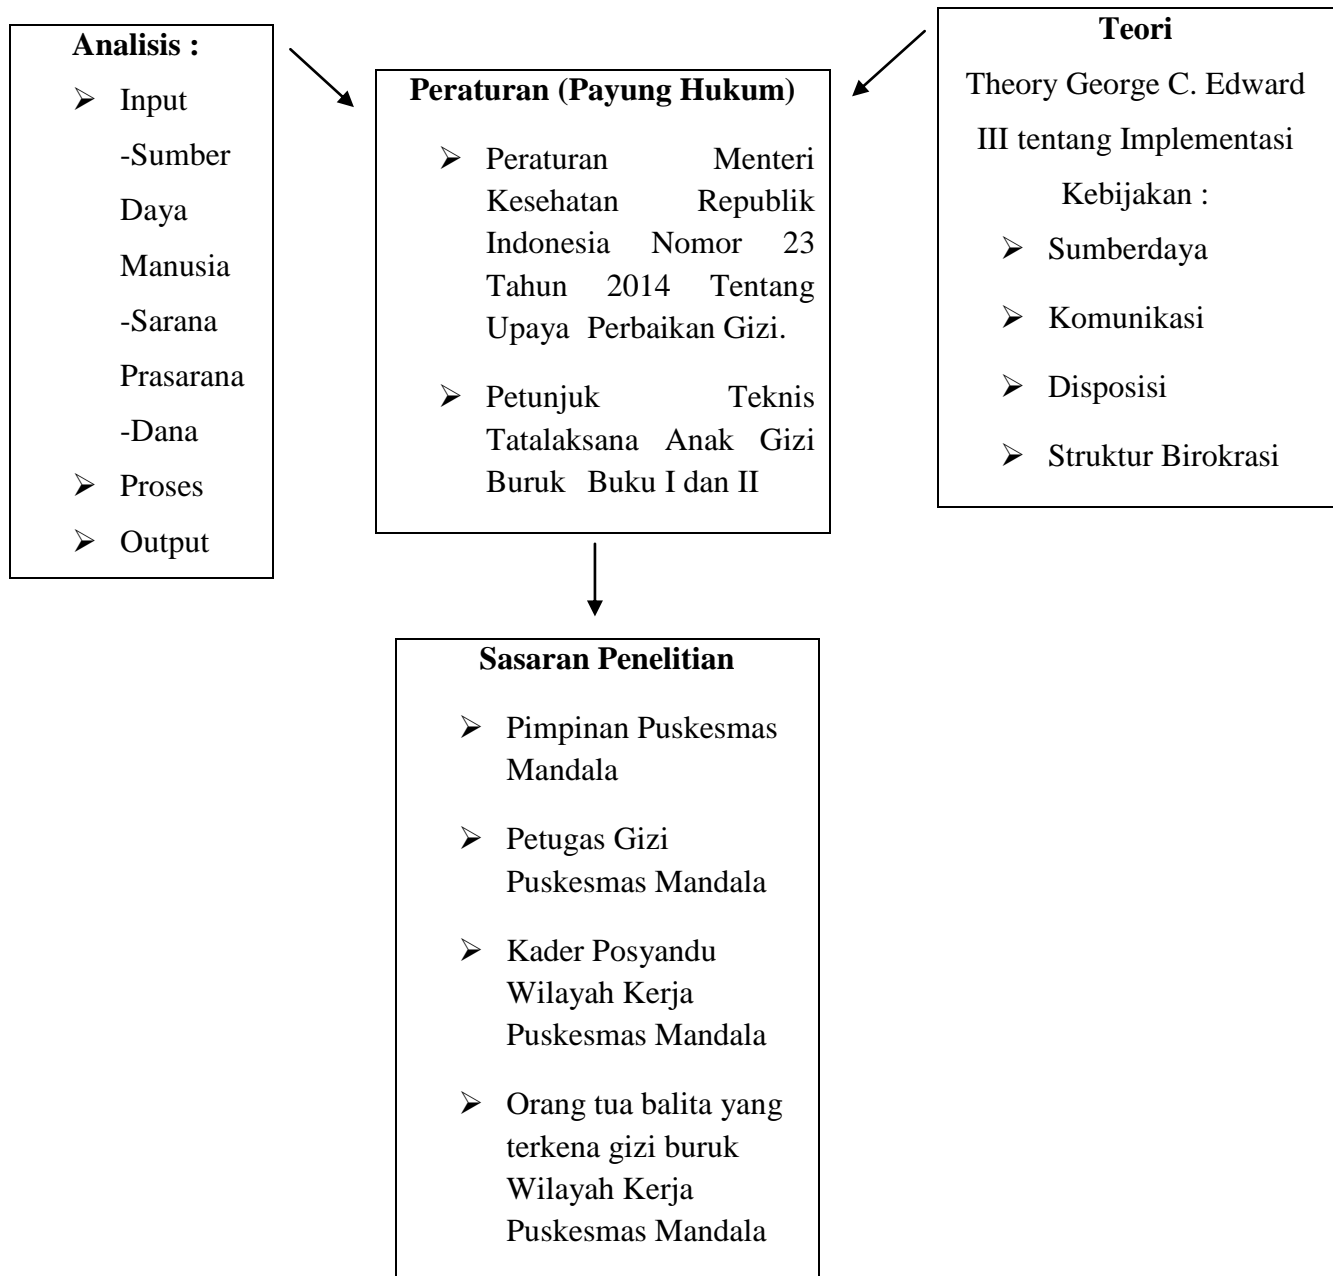 Analisis :
➢ Input
-Sumber
Daya
Manusia
-Sarana
Prasarana
-Dana
➢ Proses
➢ Output
Peraturan (Payung Hukum)
➢ Peraturan Menteri
Kesehatan Republik
Indonesia Nomor 23
Tahun 2014 Tentang
Upaya Perbaikan Gizi.
➢ Petunjuk Teknis
Tatalaksana Anak Gizi
Buruk Buku I dan II
Teori
Theory George C. Edward
III tentang Implementasi
Kebijakan :
➢ Sumberdaya
➢ Komunikasi
➢ Disposisi
➢ Struktur Birokrasi
Sasaran Penelitian
➢ Pimpinan Puskesmas
Mandala
➢ Petugas Gizi
Puskesmas Mandala
➢ Kader Posyandu
Wilayah Kerja
Puskesmas Mandala
➢ Orang tua balita yang
terkena gizi buruk
Wilayah Kerja
Puskesmas Mandala